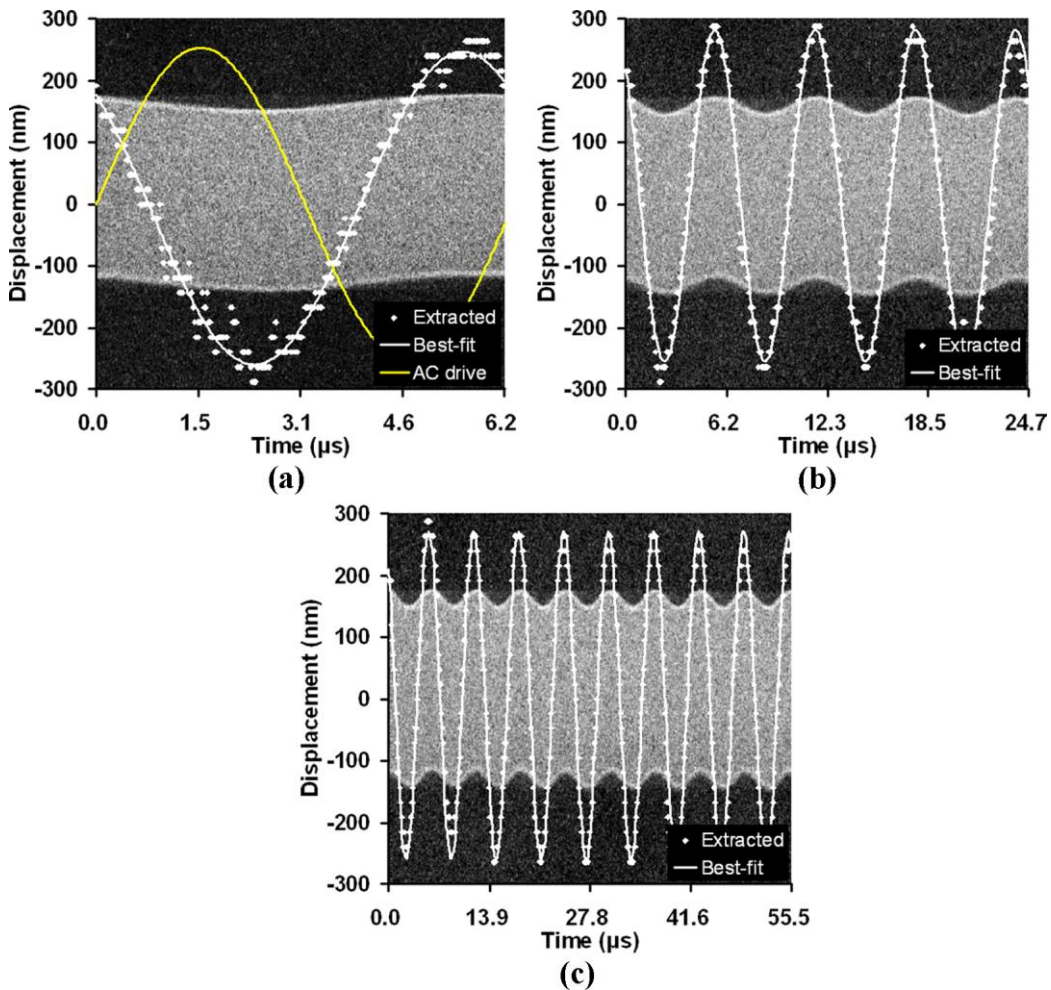 300
200
100
0
-100
-200
-300
Displacement (nm)
Extracted
Best-fit
AC drive
0.0 1.5 3.1 4.6 6.2
Time (µs)
(a)
300
200
100
0
-100
-200
-300
Displacement (nm)
Extracted
Best-fit
0.0 6.2 12.3 18.5 24.7
Time (µs)
(b)
300
200
100
0
-100
-200
-300
Displacement (nm)
Extracted
Best-fit
0.0 13.9 27.8 41.6 55.5
Time (µs)
(c)